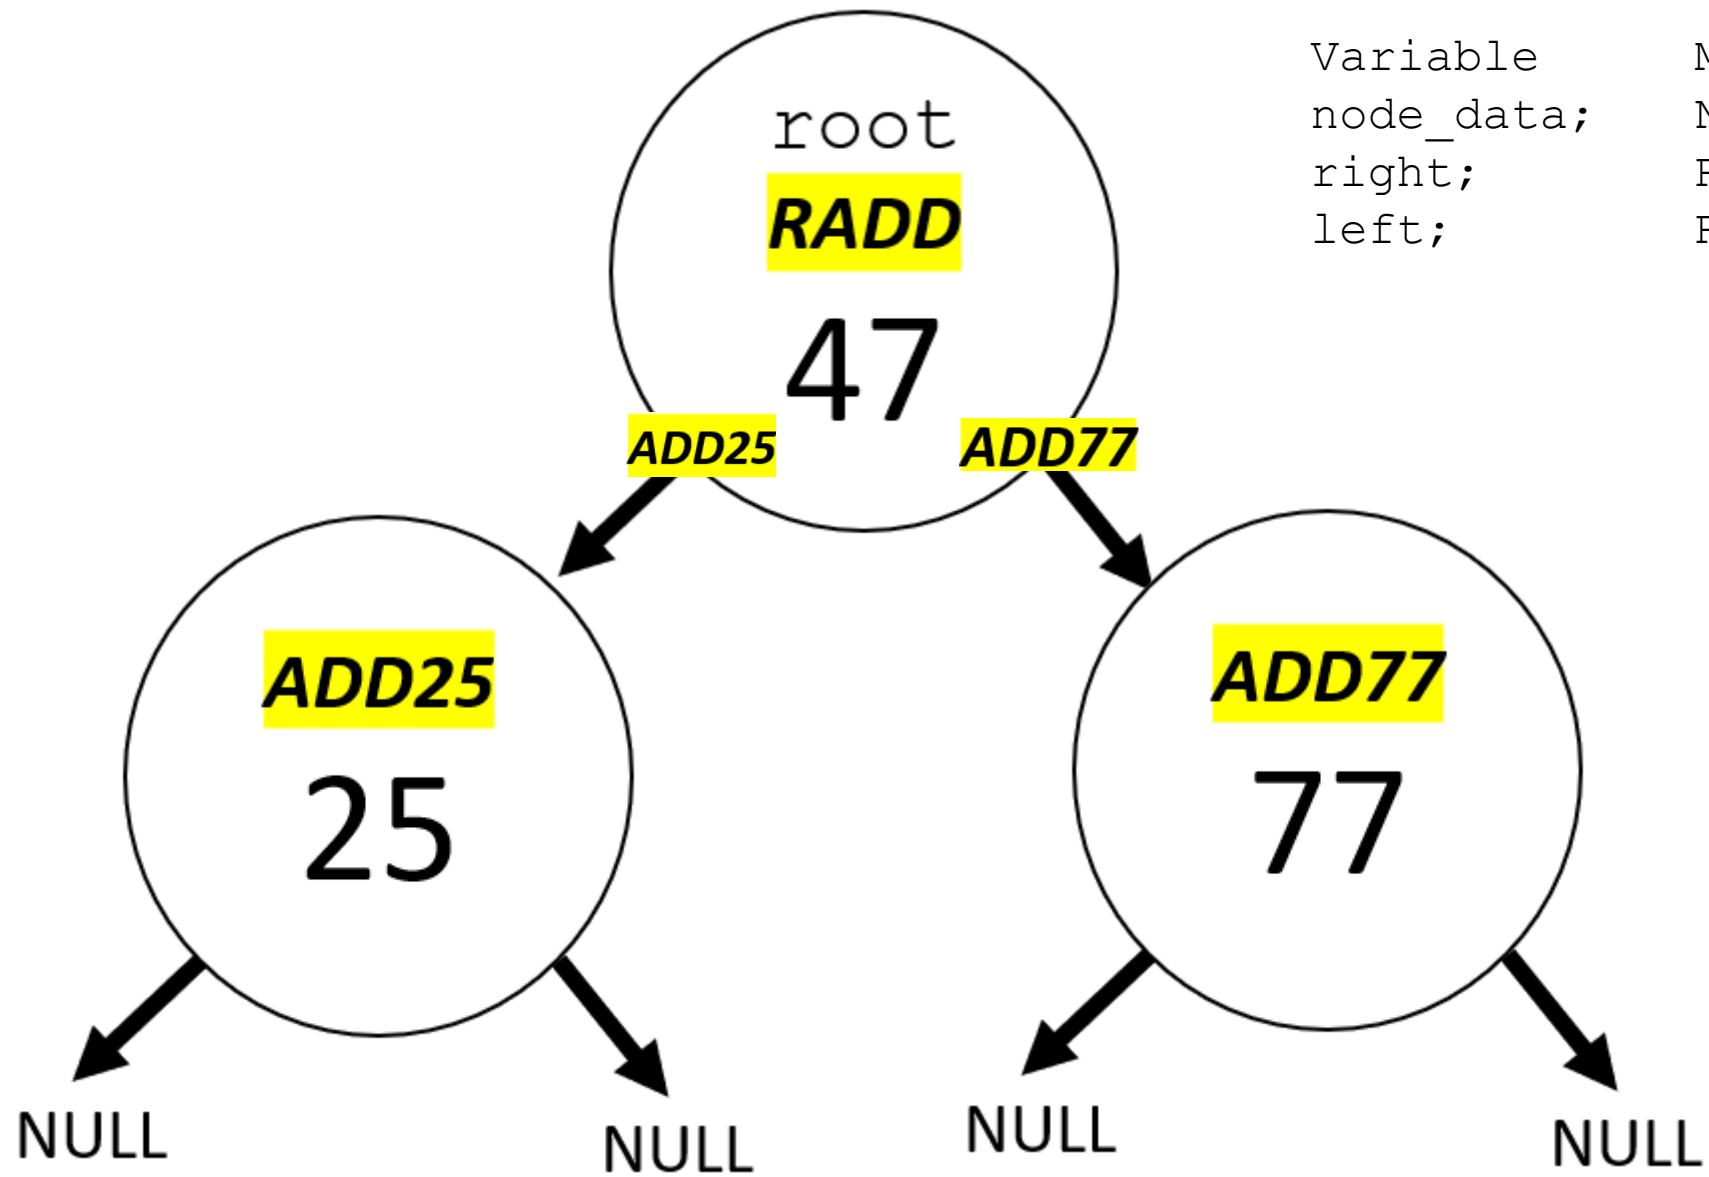 Variable
node_data;
right;
left;
root
RADD
47
ADD25 ADD77
ADD25
25
ADD77
77
NULL
NULL
NULL
NULL